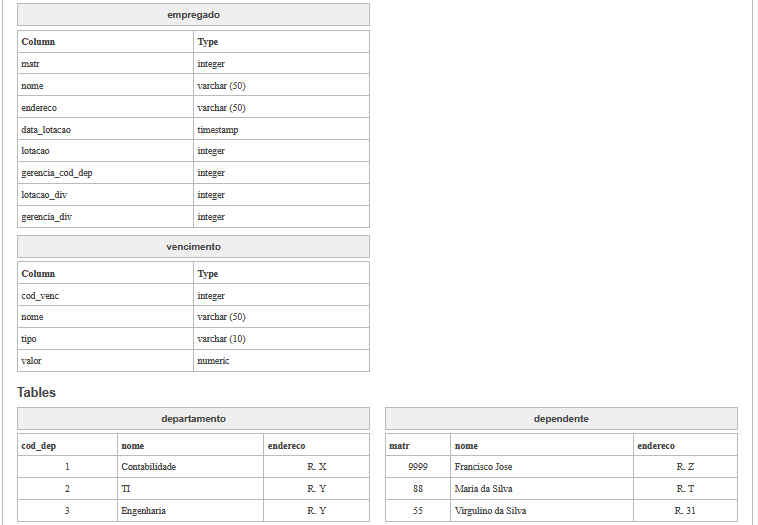 empregado
Column Type
matr integer
nome varchar (50)
endereco varchar (50)
data_lotacao timestamp
lotacao integer
gerencia_cod_dep integer
lotacao_div integer
gerencia_div integer
vencimento
Column Type
cod_venc integer
nome varchar (50)
tipo varchar (10)
valor numeric
Tables
departamento
cod_dep nome endereco
1 Contabilidade R. X
2 TI R. Y
3 Engenharia R. Y
dependente
matr nome endereco
9999 Francisco Jose R. Z
88 Maria da Silva R. T
55 Virgulino da Silva R. 31